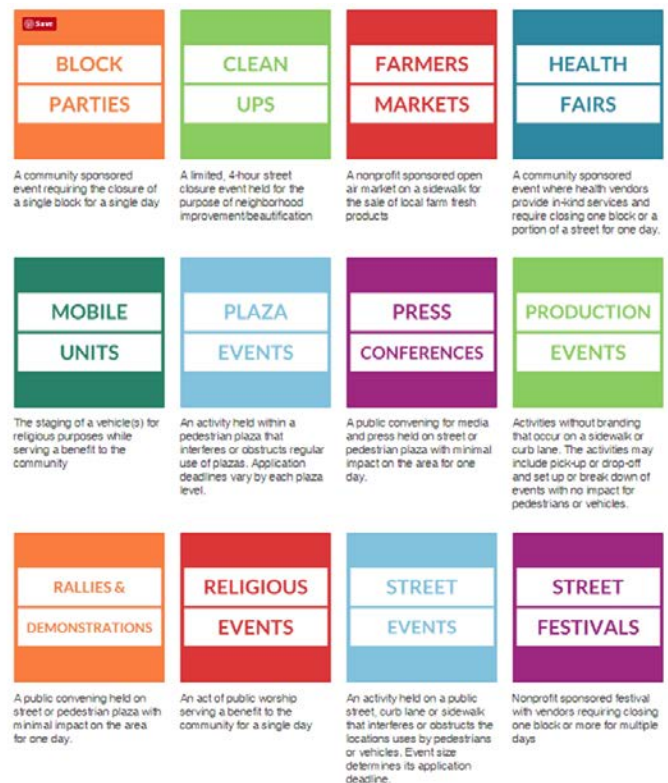 Save
BLOCK
PARTIES
A community sponsored
event requiring the closure of
a single block for a single day
CLEAN
UPS
A limited, 4-hour street
closure event held for the
purpose of neighborhood
improvement/beautification
FARMERS
MARKETS
A nonprofit sponsored open
air market on a sidewalk for
the sale of local farm fresh
products
HEALTH
FAIRS
A community sponsored
event where health vendors
provide in-kind services and
require closing one block or a
portion of a street for one day.
MOBILE
UNITS
The staging of a vehicle(s) for
religious purposes while
serving a benefit to the
community
PLAZA
EVENTS
An activity held within a
pedestrian plaza that
interferes or obstructs regular
use of plazas. Application
deadlines vary by each plaza
level.
PRESS
CONFERENCES
A public convening for media
and press held on street or
pedestrian plaza with minimal
impact on the area for one
day.
PRODUCTION
EVENTS
Activities without branding
that occur on a sidewalk or
curb lane. The activities may
include pick-up or drop-off
and set up or break down of
events with no impact for
pedestrians or vehicles.
RALLIES &
DEMONSTRATIONS
A public convening held on
street or pedestrian plaza with
minimal impact on the area
for one day.
RELIGIOUS
EVENTS
An act of public worship
serving a benefit to the
community for a single day
STREET
EVENTS
An activity held on a public
street, curb lane or sidewalk
that interferes or obstructs the
locations uses by pedestrians
or vehicles. Event size
determines its application
deadline.
STREET
FESTIVALS
Nonprofit sponsored festival
with vendors requiring closing
one block or more for multiple
days